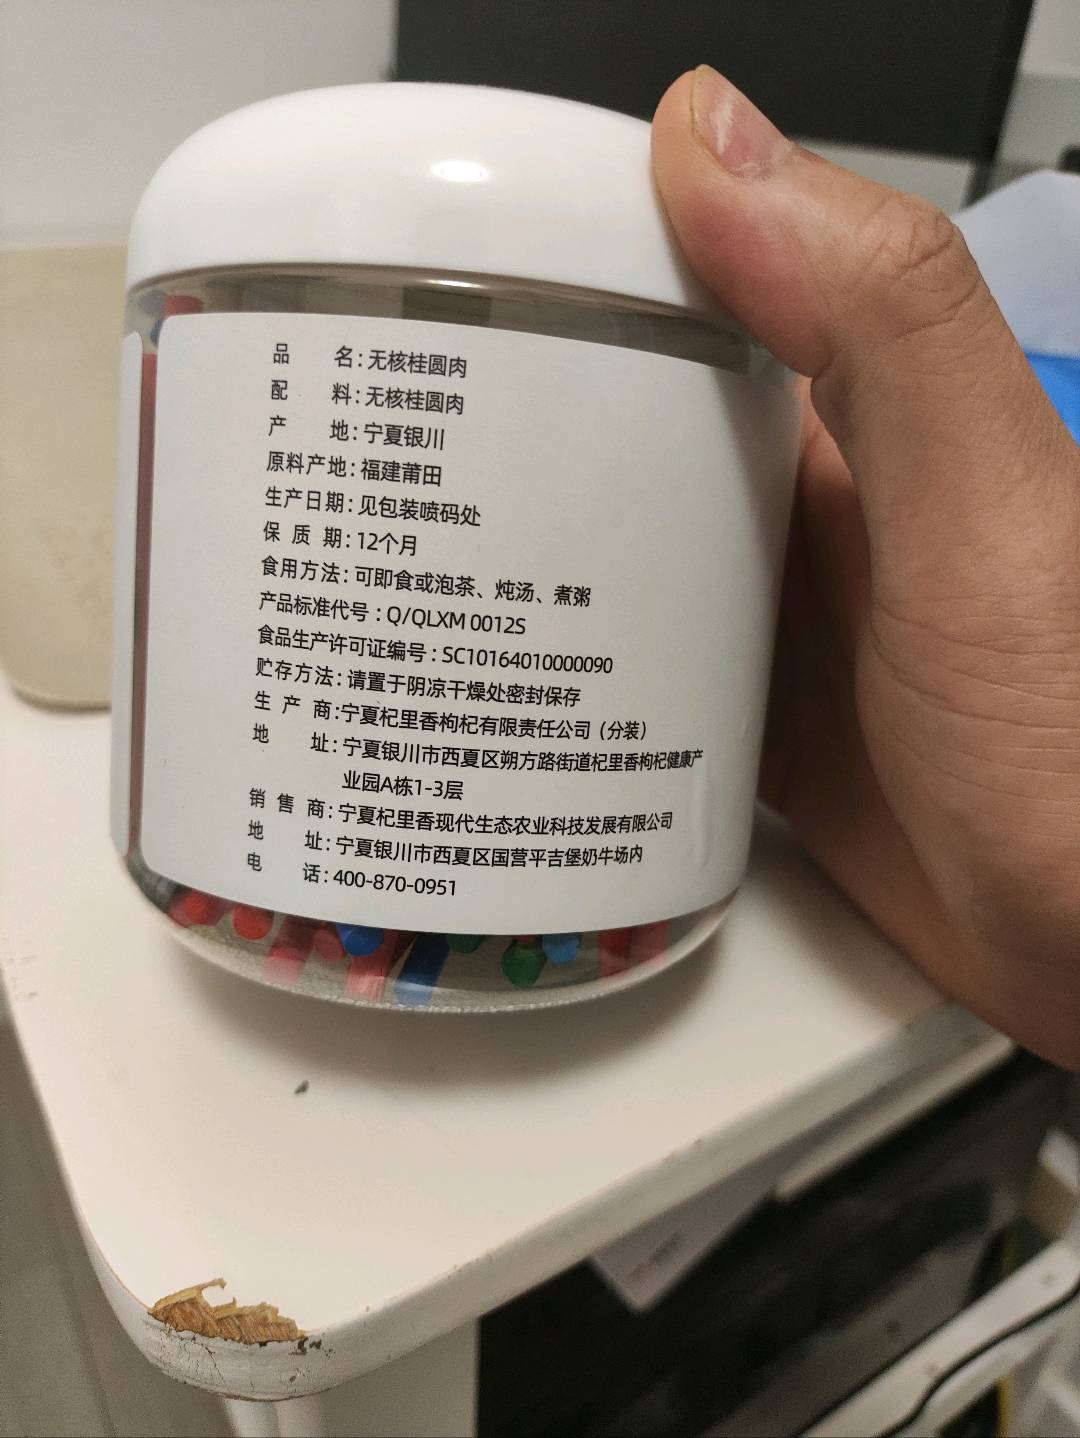 品 名:无核桂圆肉
配 料:无核桂圆肉
产 地:宁夏银川
原料产地:福建莆田
生产日期:见包装喷码处
保 质 期:12个月
食用方法:可即食或泡茶、炖汤、煮粥
产品标准代号:Q/QLXM 0012S
食品生产许可证编号:SC10164010000090
贮存方法:请置于阴凉干燥处密封保存
生 产 商:宁夏杞里香枸杞有限责任公司(分装)
地 址:宁夏银川市西夏区朔方路街道杞里香枸杞健康产
业园A栋1-3层
销 售 商:宁夏杞里香现代生态农业科技发展有限公司
地 址:宁夏银川市西夏区国营平吉堡奶牛场内
电 话:400-870-0951